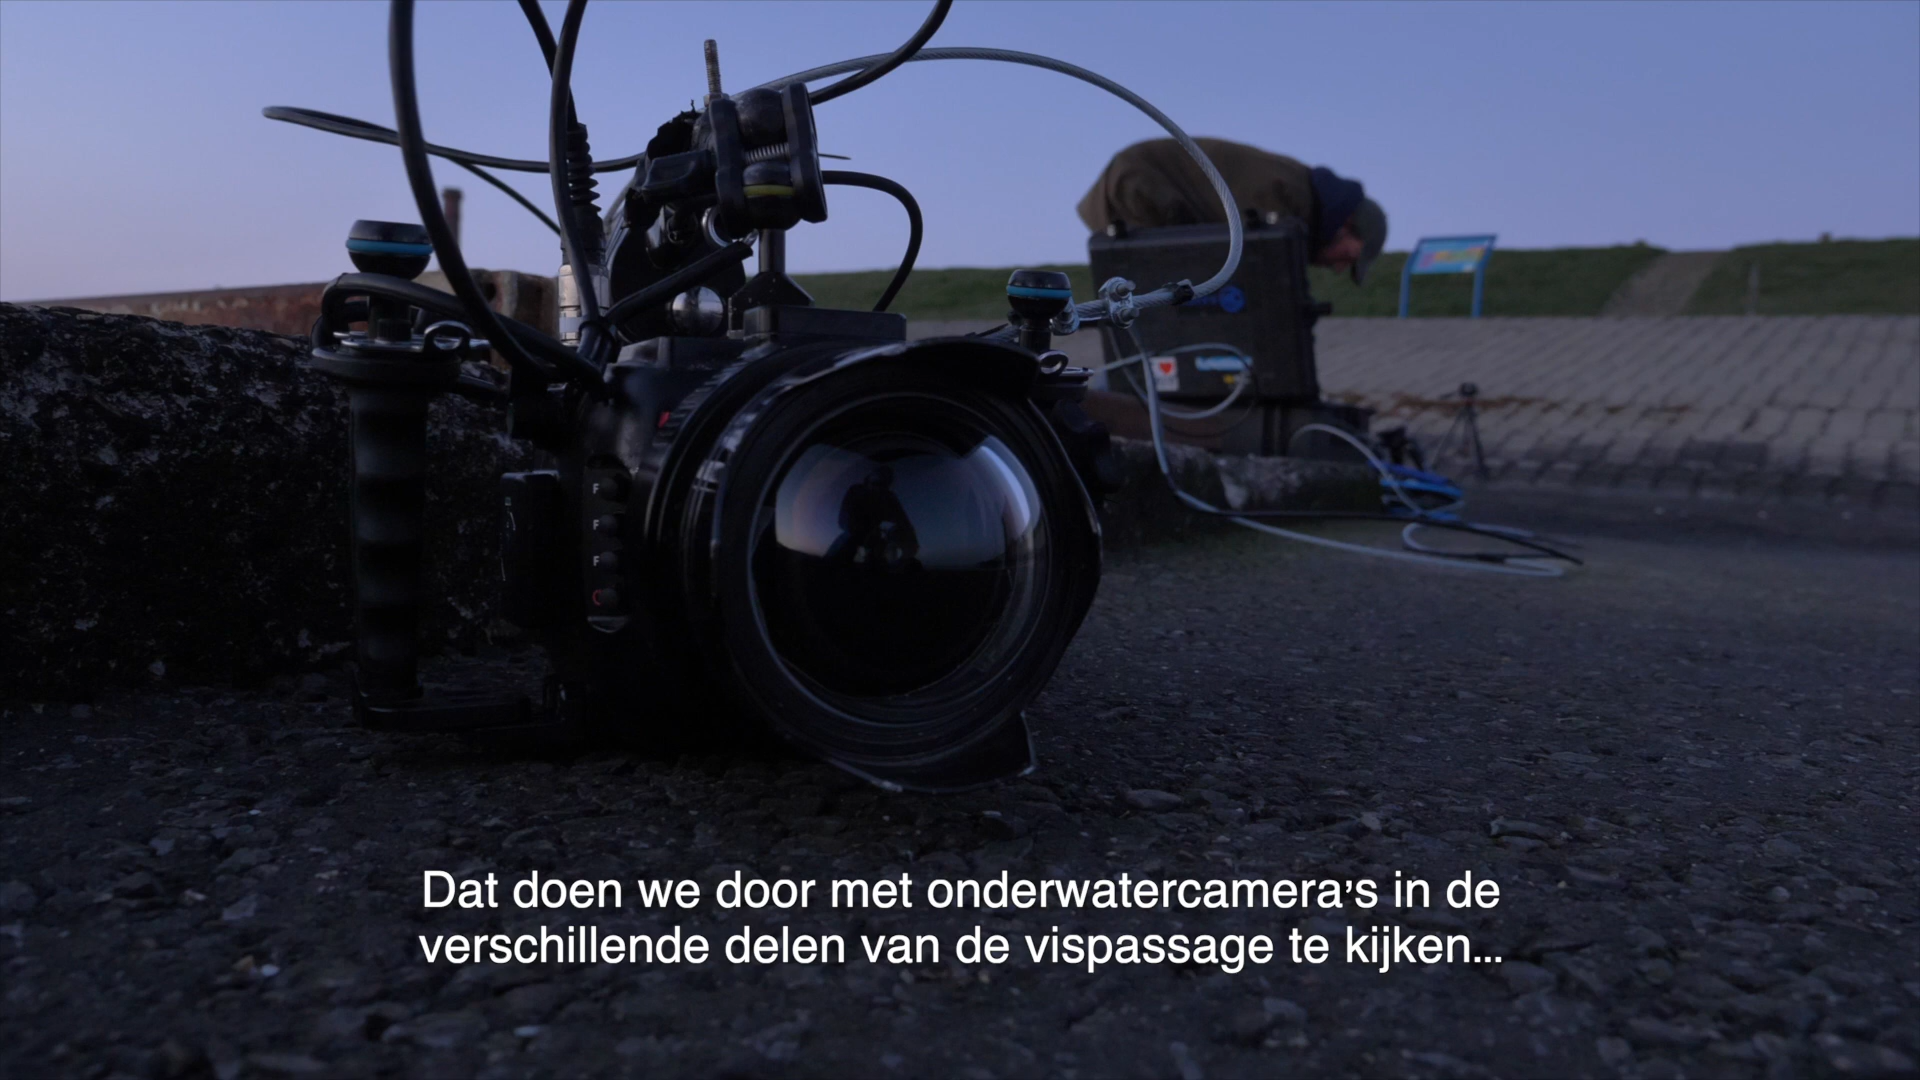 F
F
F
Dat doen we door met onderwatercamera's in de
verschillende delen van de vispassage te kijken...